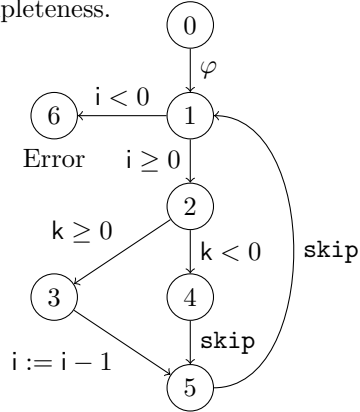 pleteness.
0
φ
i < 0
6
1
Error
i ≥ 0
2
k ≥ 0
k < 0
skip
3
4
skip
i := i − 1
5